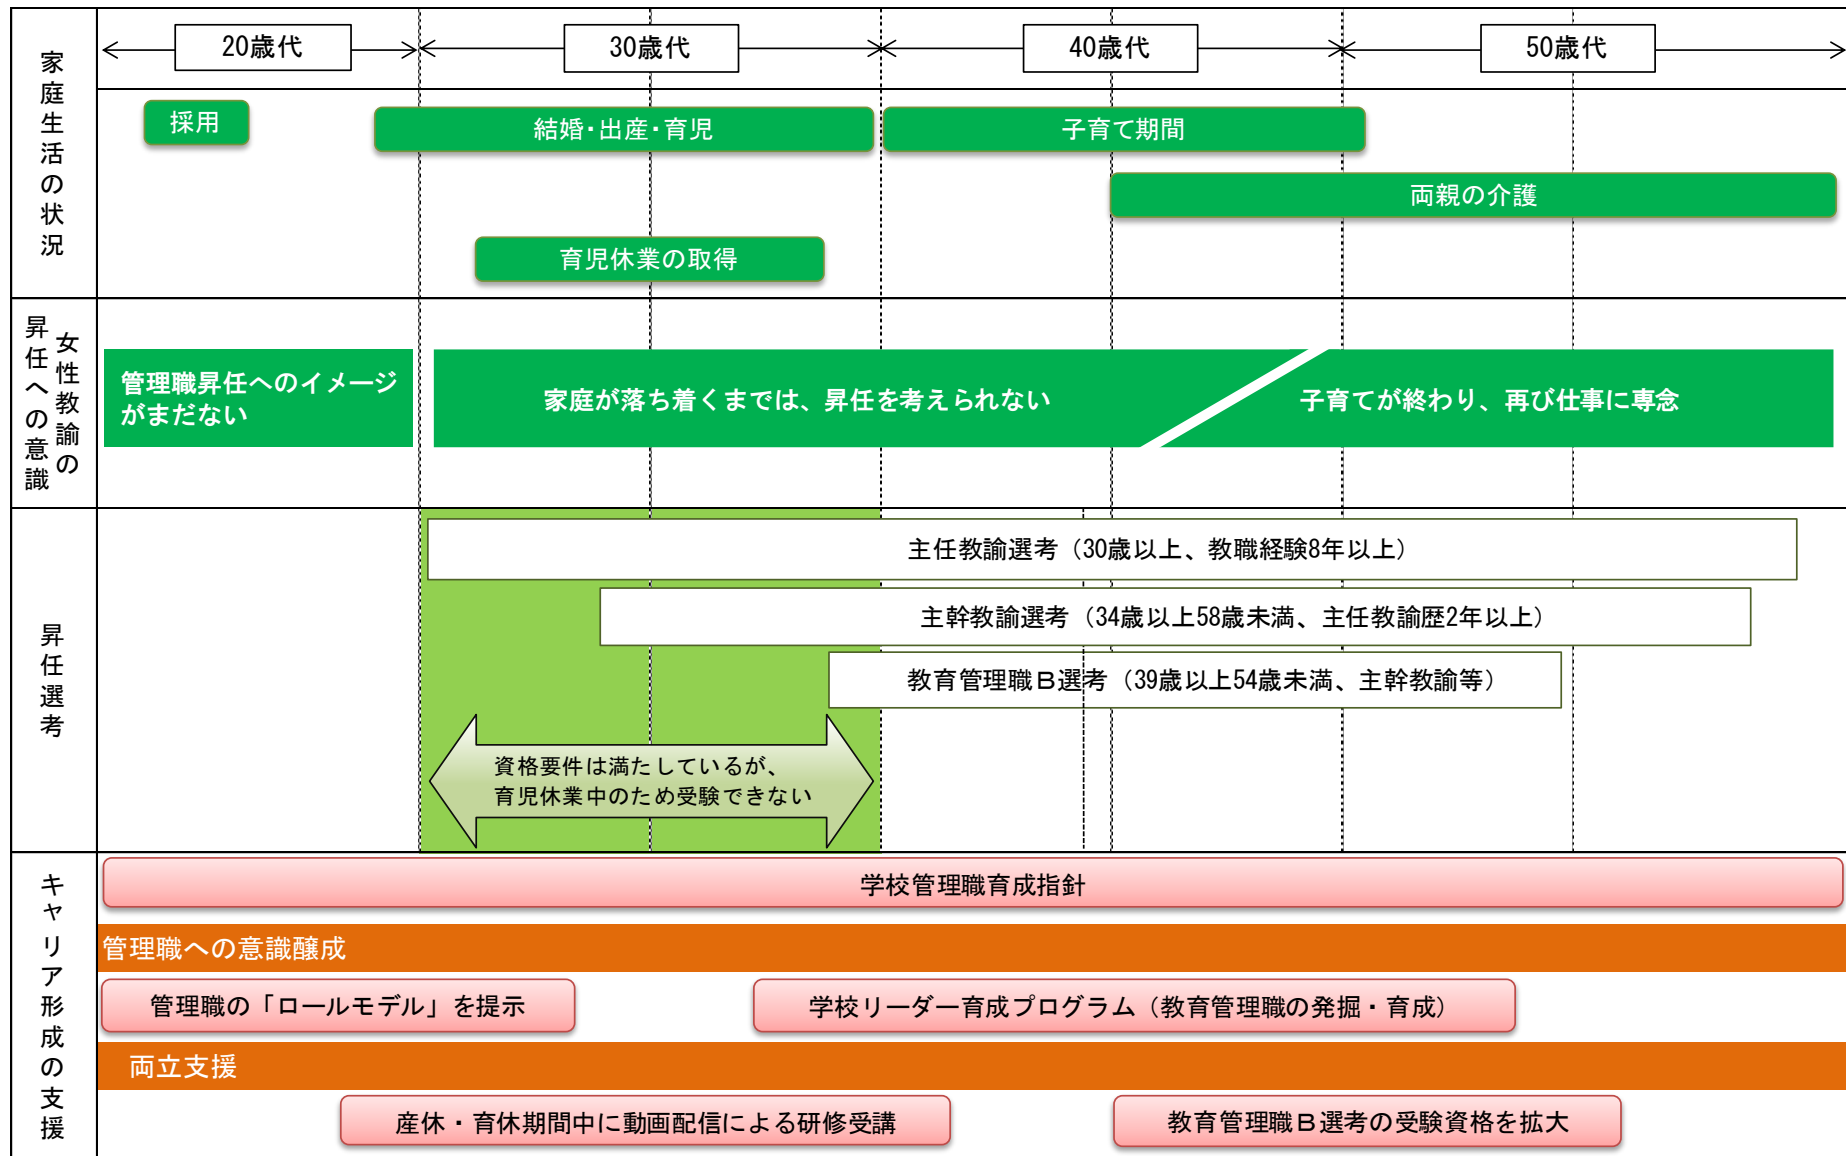 家庭生活の状況
20歳代
30歳代
40歳代
50歳代
採用
結婚・出産・育児
子育て期間
両親の介護
育児休業の取得
女性教諭の
昇任への意識
管理職昇任へのイメージ
がまだない
家庭が落ち着くまでは、昇任を考えられない
子育てが終わり、再び仕事に専念
昇任選考
主任教諭選考（30歳以上、教職経験8年以上）
主幹教諭選考（34歳以上58歳未満、主任教諭歴2年以上）
教育管理職Ｂ選考（39歳以上54歳未満、主幹教諭等）
資格要件は満たしているが、
育児休業中のため受験できない
キャリア形成の支援
学校管理職育成指針
管理職への意識醸成
管理職の「ロールモデル」を提示
学校リーダー育成プログラム（教育管理職の発掘・育成）
両立支援
産休・育休期間中に動画配信による研修受講
教育管理職Ｂ選考の受験資格を拡大